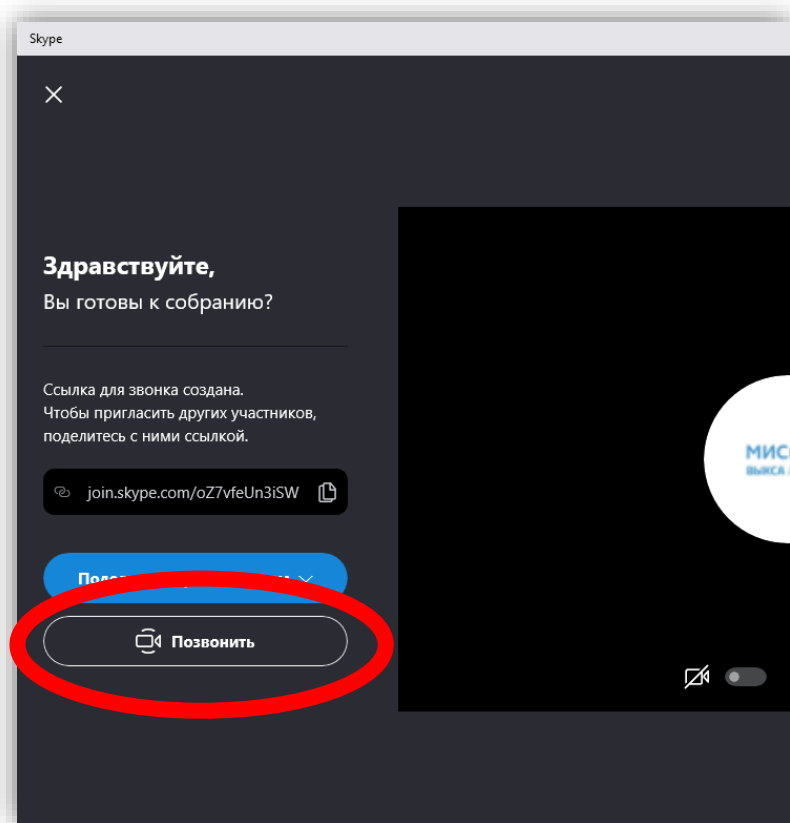 Skype
Здравствуйте,
Вы готовы к собранию?
Ссылка для звонка создана.
Чтобы пригласить других участников,
поделитесь с ними ссылкой.
join.skype.com/oZ7vfeUn3iSW
Позвонить
МИС
ВЫКСА